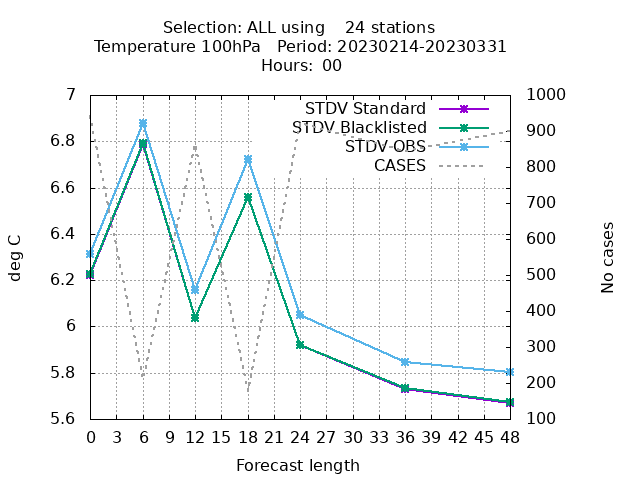 Selection: ALL using    24 stations
Temperature 100hPa   Period: 20230214-20230331
Hours:  00
STDV Standard
STDV Blacklisted
STDV OBS
CASES
7
6.8
6.6
6.4
6.2
6
5.8
5.6
deg C
1000
900
800
700
600
500
400
300
200
100
No cases
0 3 6 9 12 15 18 21 24 27 30 33 36 39 42 45 48
Forecast length